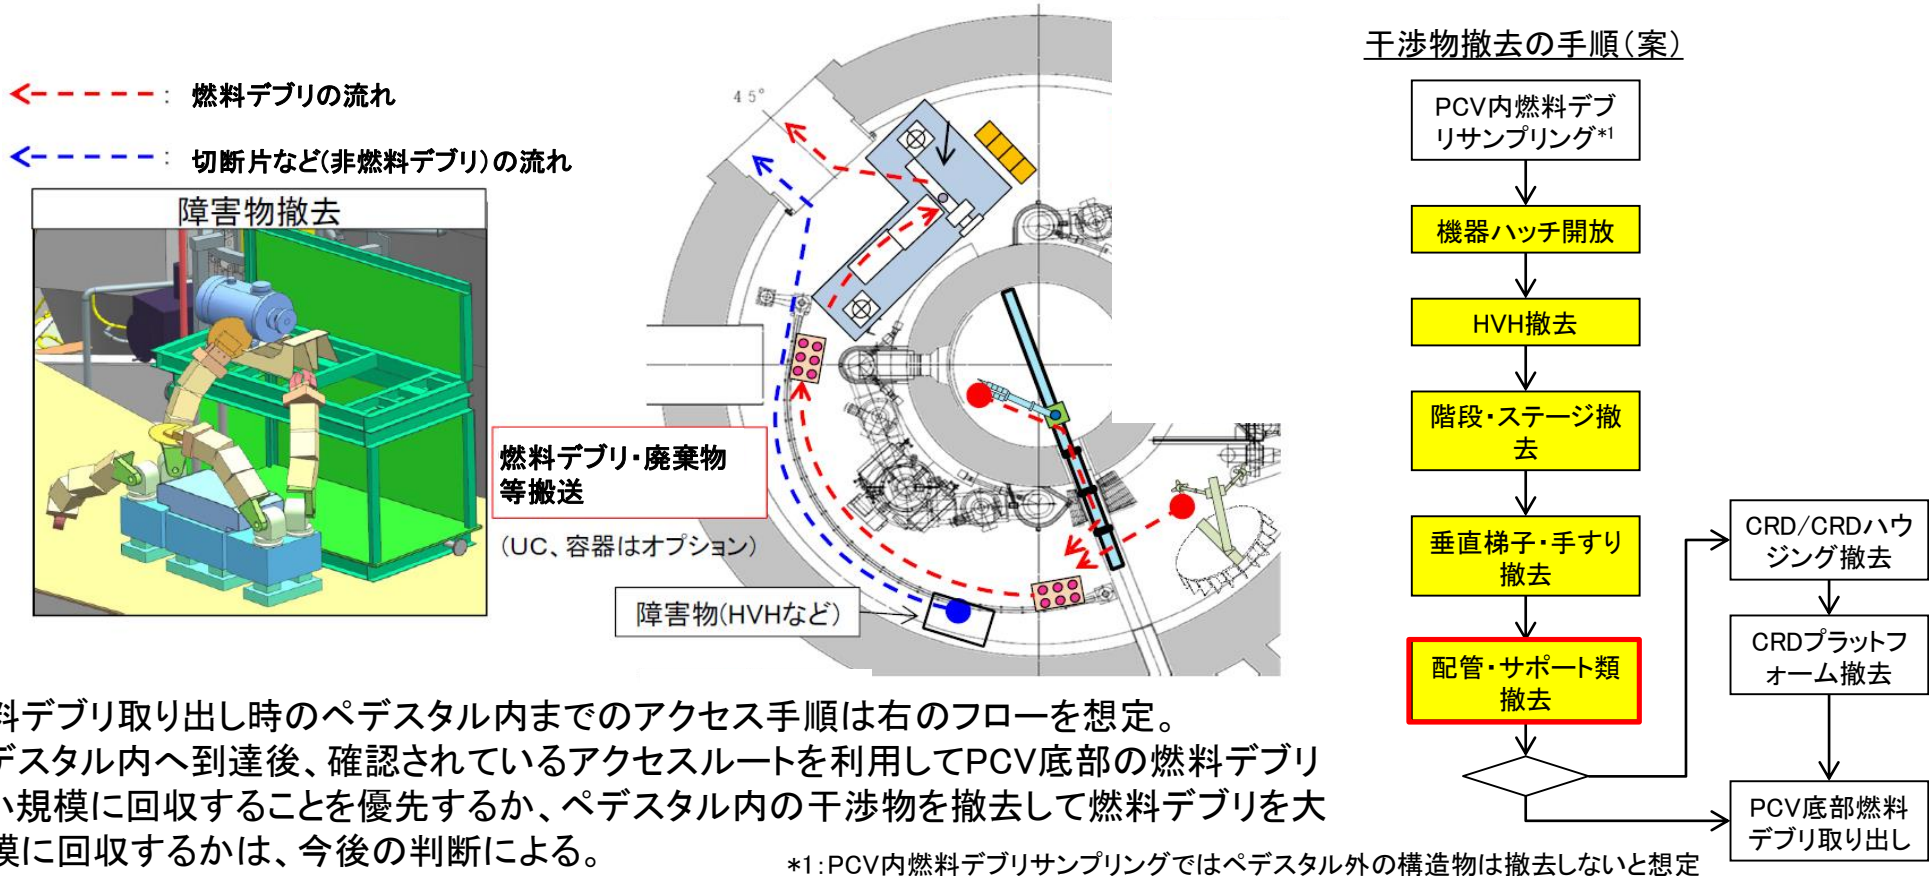 干渉物撤去の手順(案)
: 燃料デブリの流れ
: 切断片など(非燃料デブリ)の流れ
障害物撤去
45°
燃料デブリ・廃棄物
等搬送
(UC、容器はオプション)
障害物(HVHなど)
PCV内燃料デブ
リサンプリング*1
機器ハッチ開放
HVH撤去
階段・ステージ撤
去
垂直梯子・手すり
撤去
配管・サポート類
撤去
CRD/CRDハウ
ジング撤去
CRDプラットフ
ォーム撤去
PCV底部燃料
デブリ取り出し
料デブリ取り出し時のペデスタル内までのアクセス手順は右のフローを想定。
デスタル内へ到達後、確認されているアクセスルートを利用してPCV底部の燃料デブリ
規模に回収することを優先するか、ペデスタル内の干渉物を撤去して燃料デブリを大
模に回収するかは、今後の判断による。
*1:PCV内燃料デブリサンプリングではペデスタル外の構造物は撤去しないと想定